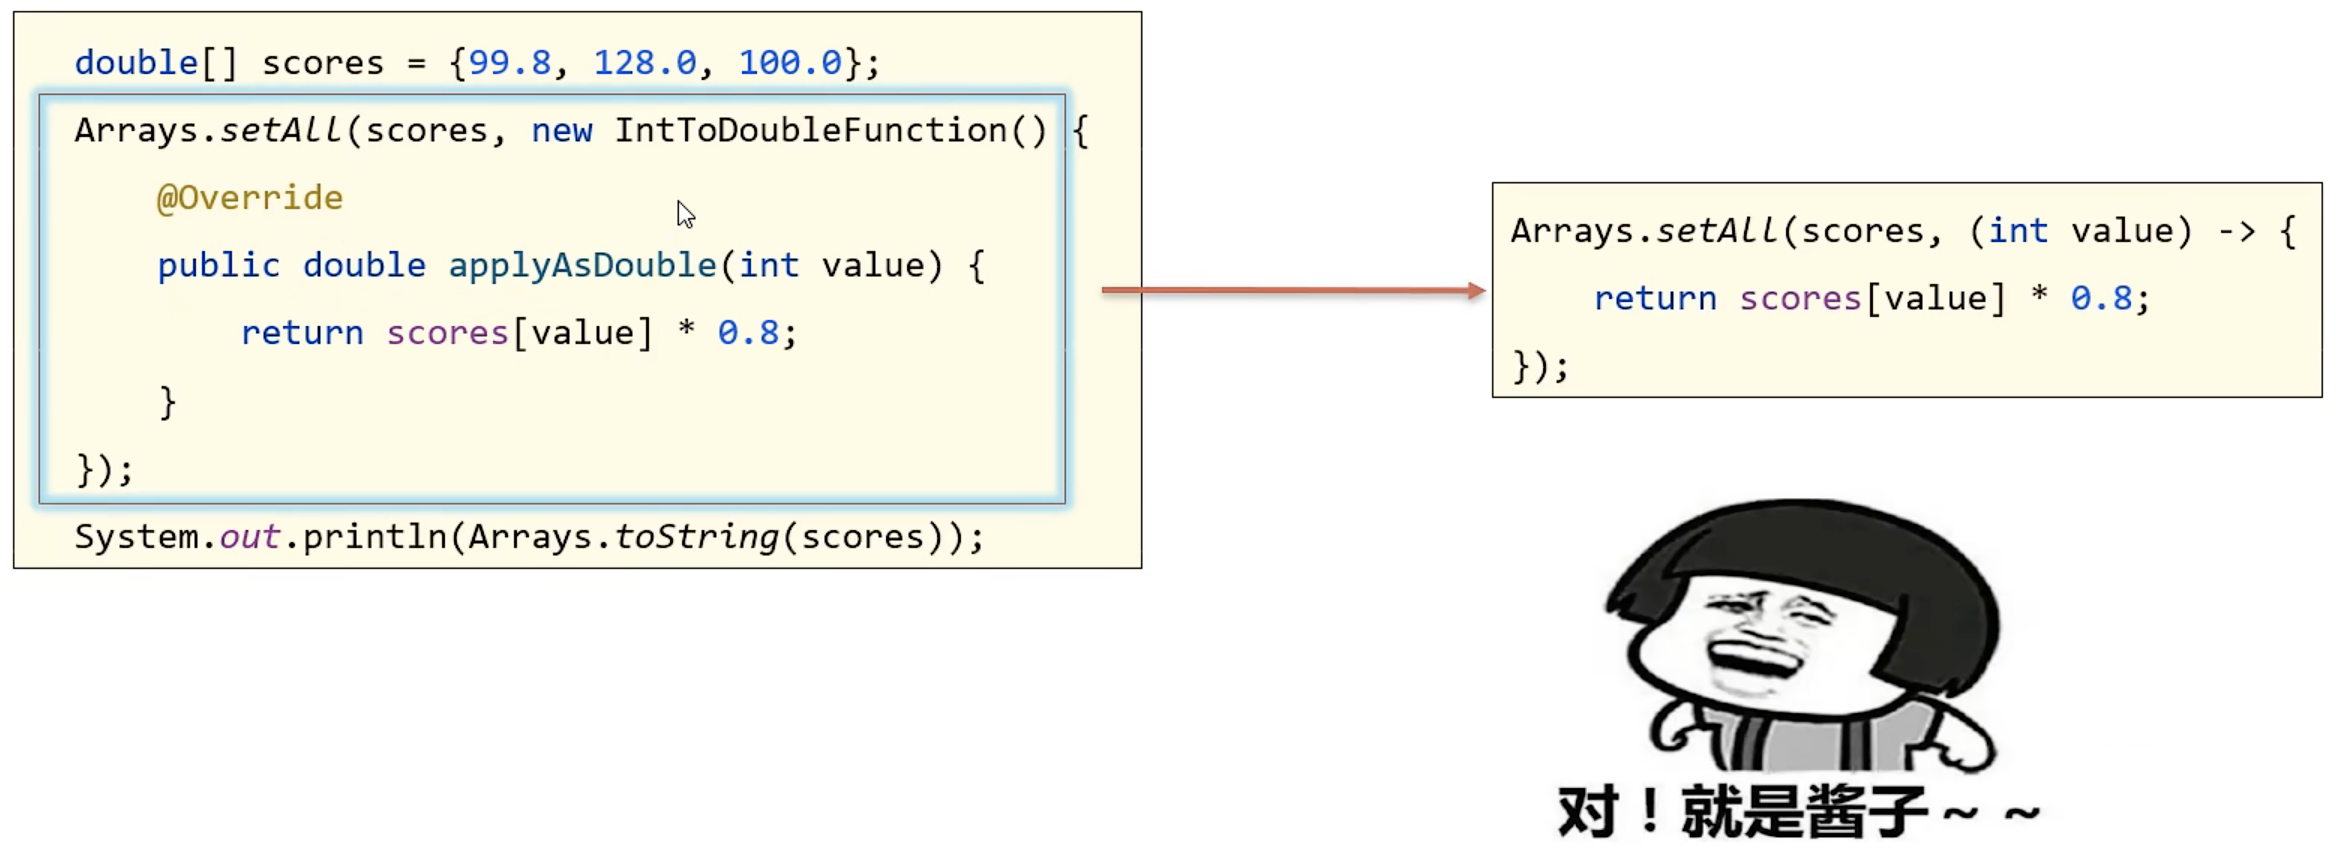 double[] scores = {99.8, 128.0, 100.0};
Arrays.setAll(scores, new IntToDoubleFunction() {
    @Override
    public double applyAsDouble(int value) {
        return scores[value] * 0.8;
    }
});
System.out.println(Arrays.toString(scores));
Arrays.setAll(scores, (int value) -> {
    return scores[value] * 0.8;
});
对！就是酱子~ ~